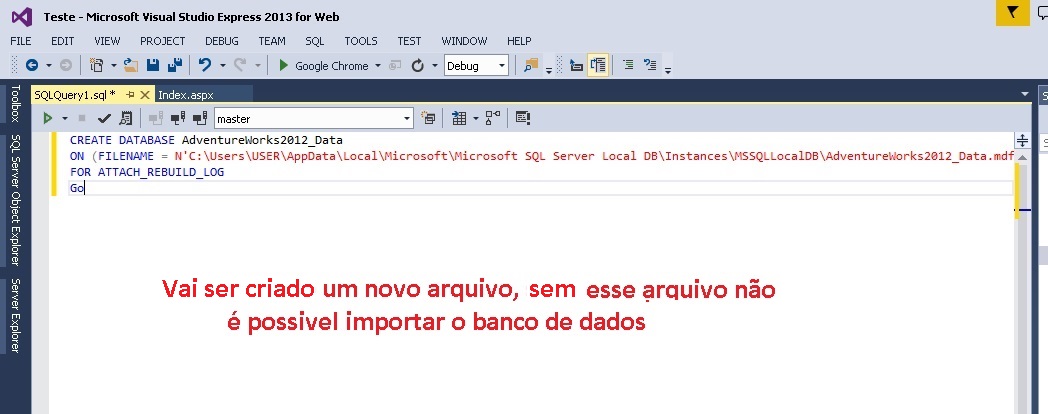 Teste - Microsoft Visual Studio Express 2013 for Web
FILE EDIT VIEW PROJECT DEBUG TEAM SQL TOOLS TEST WINDOW HELP
Google Chrome Debug
SQLQuery1.sql * Index.aspx
master
Toolbox
SQL Server Object Explorer
Server Explorer
CREATE DATABASE AdventureWorks2012_Data
ON (FILENAME = N'C:\Users\USER\AppData\Local\Microsoft\Microsoft SQL Server Local DB\Instances\MSSQLLocalDB\AdventureWorks2012_Data.mdf
FOR ATTACH_REBUILD_LOG
Go
Vai ser criado um novo arquivo, sem esse arquivo não
é possivel importar o banco de dados